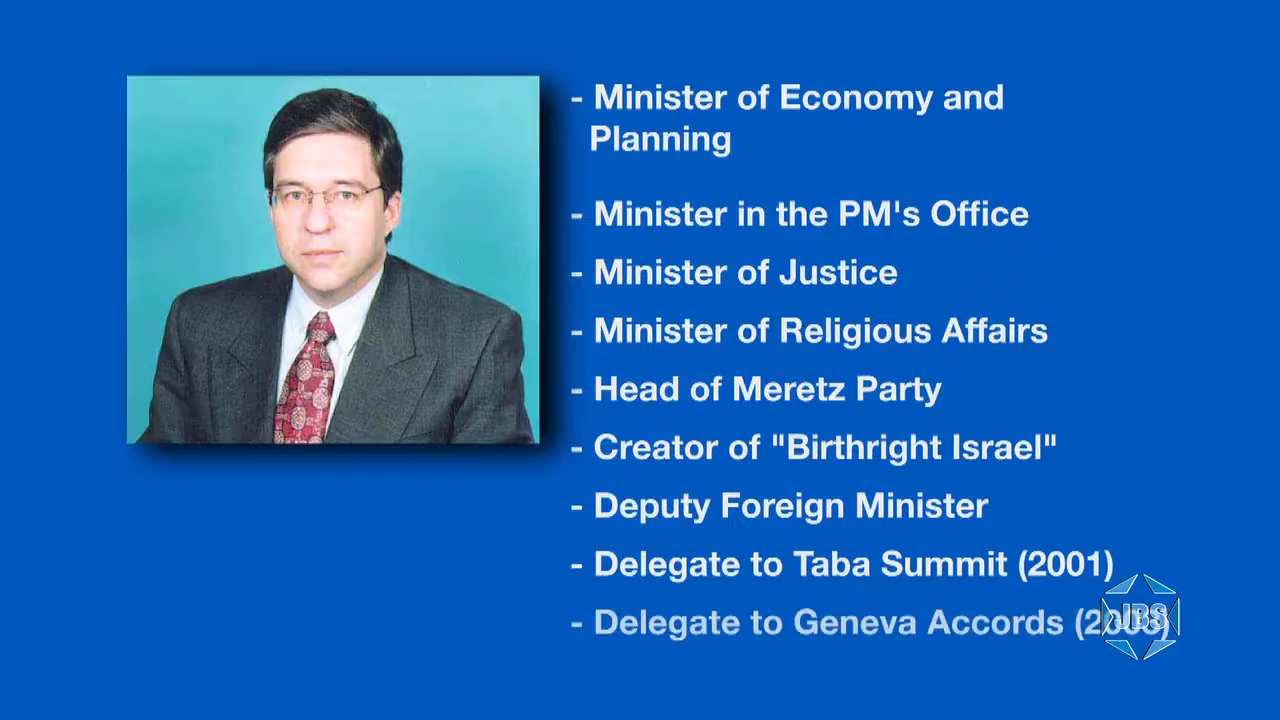 - Minister of Economy and
Planning
- Minister in the PM's Office
- Minister of Justice
- Minister of Religious Affairs
- Head of Meretz Party
- Creator of "Birthright Israel"
- Deputy Foreign Minister
- Delegate to Taba Summit (2001)
- Delegate to Geneva Accords (2003)
JBS